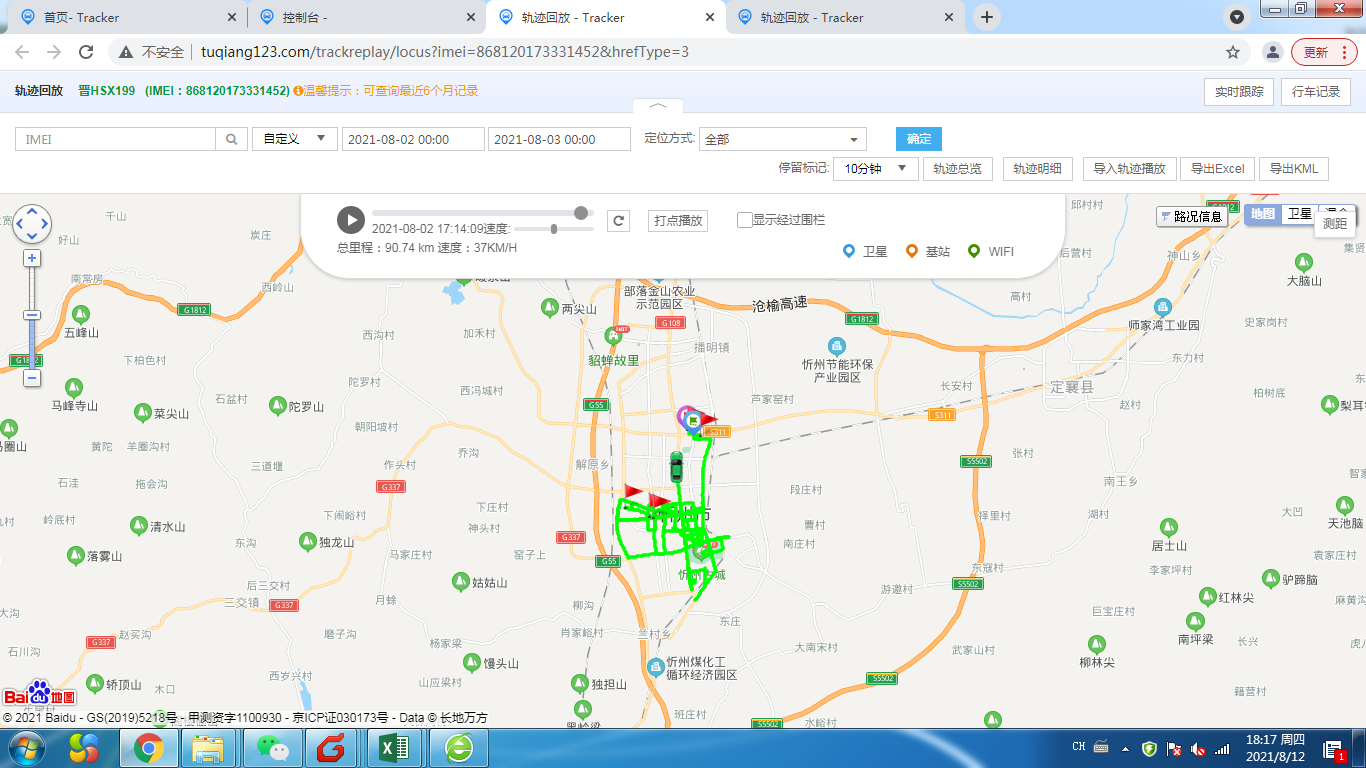 首页- Tracker
控制台 -
轨迹回放 - Tracker
轨迹回放 - Tracker
不安全
tuqiang123.com/trackreplay/locus?imei=868120173331452&hrefType=3
更新
轨迹回放 晋HSX199 (IMEI：868120173331452) 温馨提示：可查询最近6个月记录
实时跟踪
行车记录
IMEI
自定义
2021-08-02 00:00
2021-08-03 00:00
定位方式:
全部
确定
停留标记:
10分钟
轨迹总览
轨迹明细
导入轨迹播放
导出Excel
导出KML
2021-08-02 17:14:09速度:
打点播放
显示经过围栏
总里程：90.74 km 速度：37KM/H
卫星
基站
WIFI
路况信息
地图
卫星
测距
千山
好山
炭庄
南常房
西岭山
G1812
五峰山
下柏色村
马峰寺山
石盆村
菜尖山
陀罗山
陀罗村
西沟村
加禾村
两尖山
部落金山农业
示范园区
G108
沧榆高速
G1812
貂蝉故里
HOT
播明镇
忻州节能环保
产业园区
西冯城村
G55
芦家窑村
S311
S311
长安村
定襄县
高村
后营村
邱村村
神山乡
集贤
大脑山
师家湾工业园
史家岗村
东力村
柏树底
赵村
张村
S5502
南王乡
朝阳坡村
黄陀
羊圈沟村
三道堰
作头村
乔沟
解原乡
石洼
拖会沟
G337
下庄村
段庄村
岭底村
清水山
下闹峪村
神头村
曹村
择里村
湖村
大凹
天池脑
落雾山
东沟
独龙山
马家庄村
窑子上
G337
G55
南庄村
居士山
袁家庄村
后三交村
三交镇
G337
月蜂
姑姑山
柳沟
东冠村
S5502
游邀村
李家坪村
驴蹄脑
红林尖
麻黄沟
大沟
赵买沟
G337
磨子沟
杨家梁
肖家峪村
兰村乡
东庄
巨宝庄村
南坪梁
长兴
石川沟
馒头山
忻州煤化工
循环经济园区
大南宋村
武家山村
柳林尖
轿顶山
木口
西岁兴村
山应梁村
独担山
S5502
籍营村
班庄村
S5502
水峪村
Bai du 地图
© 2021 Baidu - GS(2019)5218号 - 甲测资字1100930 - 京ICP证030173号 - Data © 长地万方
CH
18:17 周四
2021/8/12
1